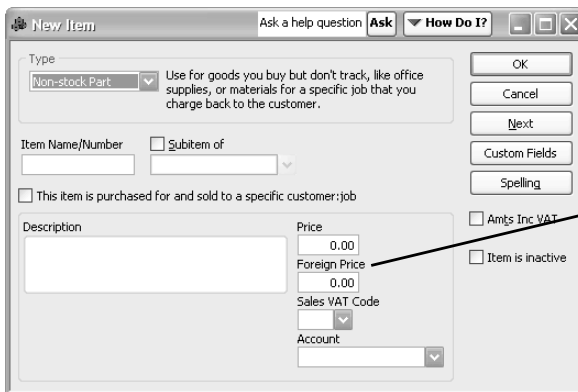 New Item
Ask a help question Ask How Do I?
Type
Non-stock Part
Use for goods you buy but don't track, like office
supplies, or materials for a specific job that you
charge back to the customer.
OK
Cancel
Next
Custom Fields
Spelling
Item Name/Number
Subitem of
This item is purchased for and sold to a specific customer:job
Amts Inc VAT
Item is inactive
Description
Price
0.00
Foreign Price
0.00
Sales VAT Code
Account